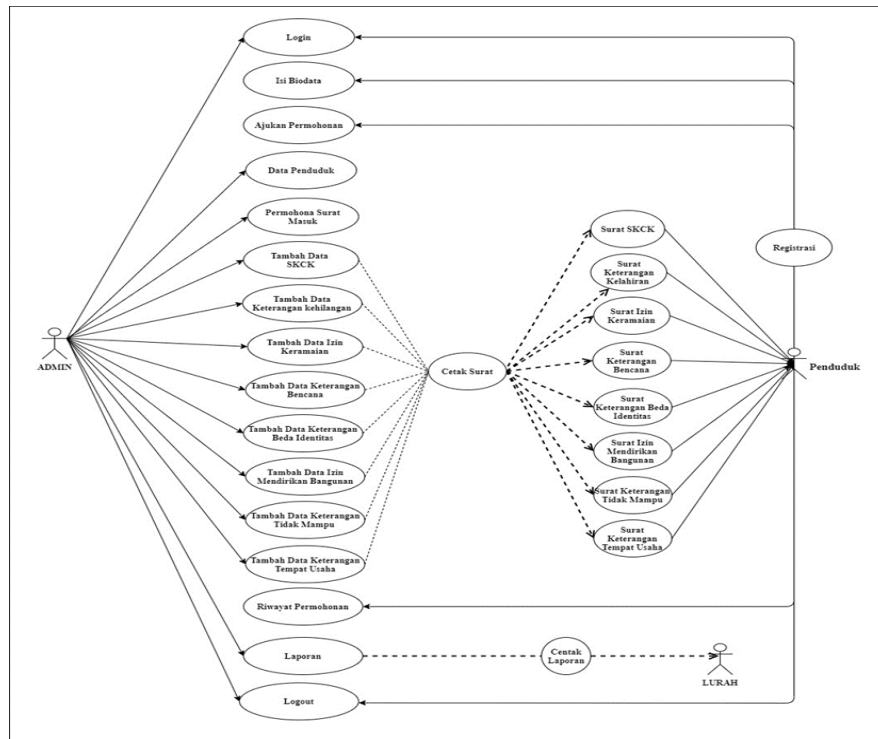 Login
Isi Biodata
Ajukan Permohonan
Data Penduduk
Permohona Surat
Masuk
Tambah Data
SKCK
Tambah Data
Keterangan kehilangan
Tambah Data Izin
Keramaian
Tambah Data Keterangan
Bencana
Tambah Data Keterangan
Beda Identitas
Tambah Data Izin
Mendirikan Bangunan
Tambah Data Keterangan
Tidak Mampu
Tambah Data Keterangan
Tempat Usaha
Riwayat Permohonan
Laporan
Logout
ADMIN
Cetak Surat
Surat SKCK
Surat
Keterangan
Kelahiran
Surat Izin
Keramaian
Surat
Keterangan
Bencana
Surat
Keterangan Beda
Identitas
Surat Izin
Mendirikan
Bangunan
Surat Keterangan
Tidak Mampu
Surat
Keterangan
Tempat Usaha
Registrasi
Penduduk
Centak
Laporan
LURAH